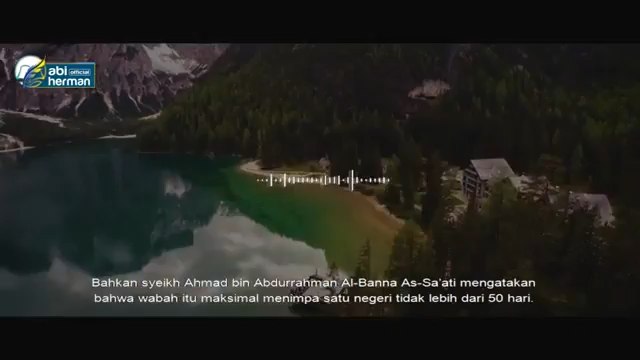 abi official
herman
Bahkan syeikh Ahmad bin Abdurrahman Al-Banna As-Sa'ati mengatakan
bahwa wabah itu maksimal menimpa satu negeri tidak lebih dari 50 hari.